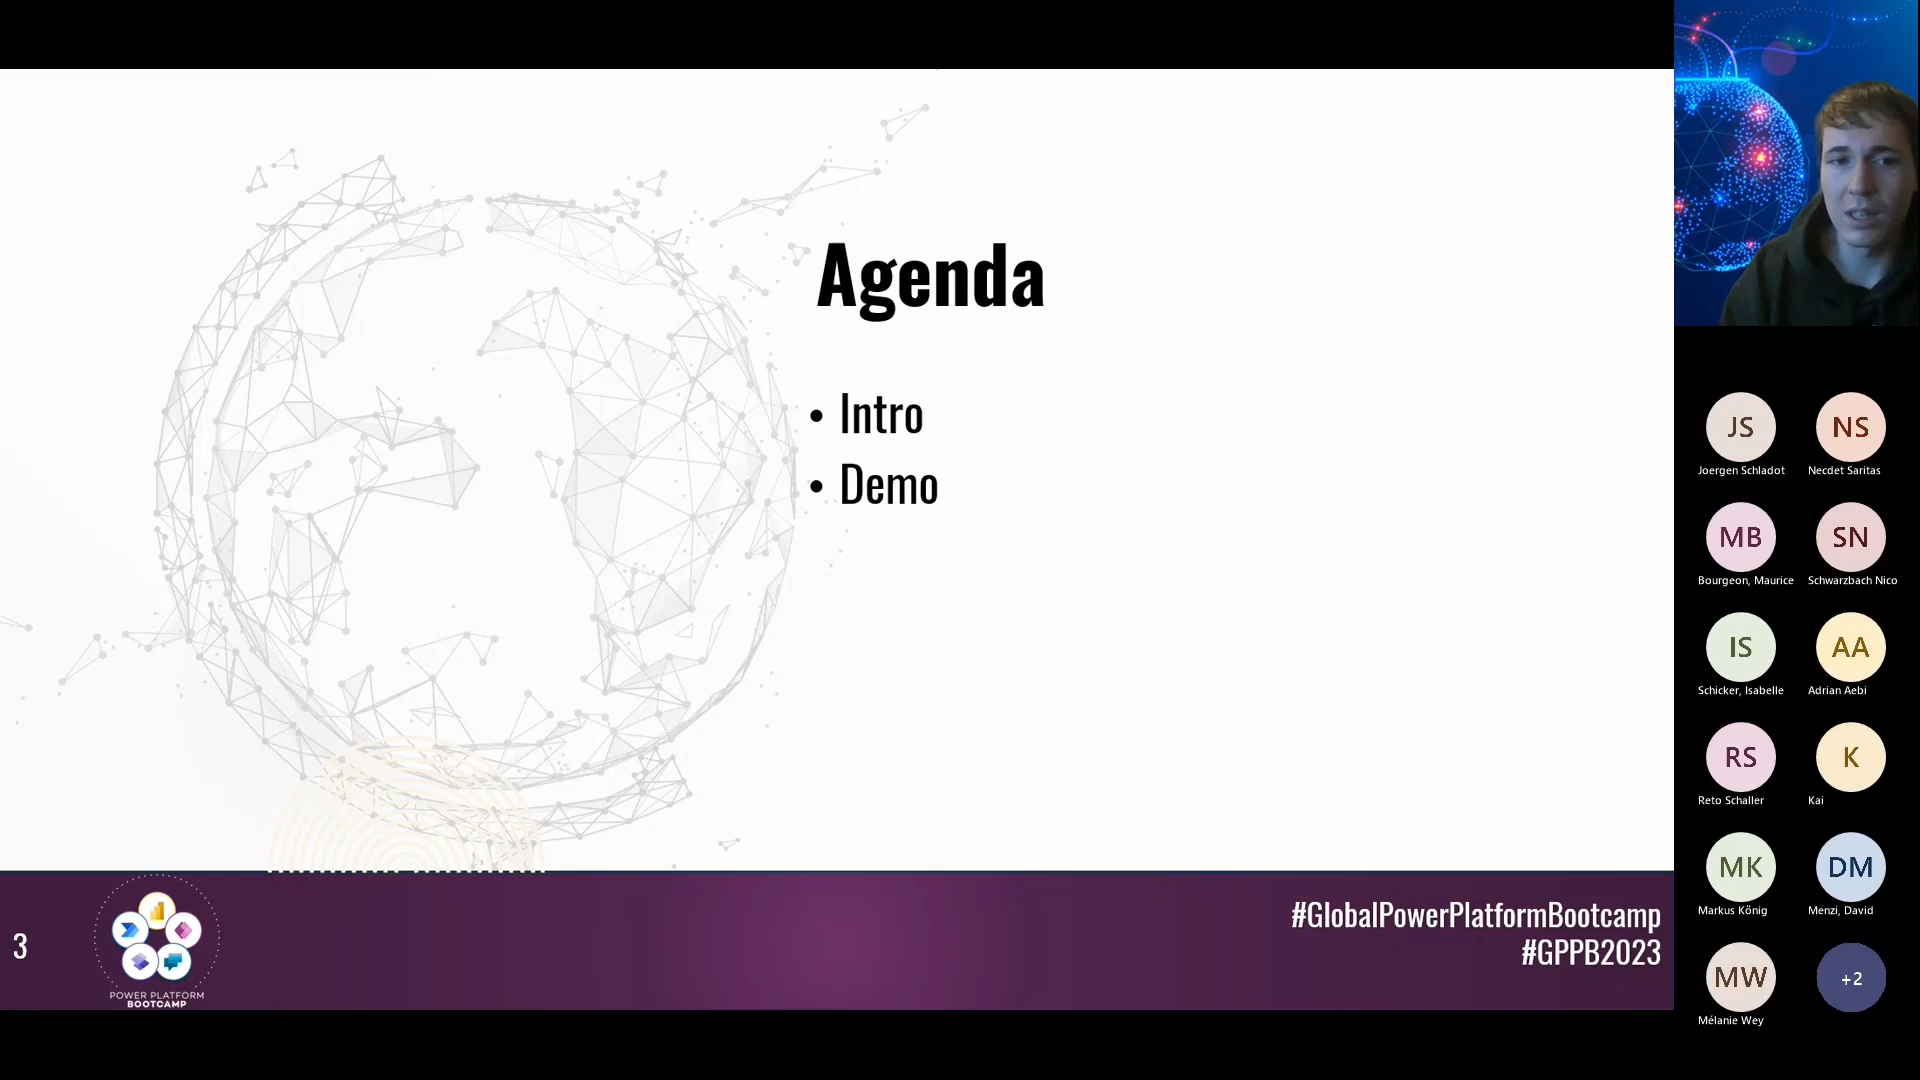 Agenda
• Intro
• Demo
3
POWER PLATFORM
BOOTCAMP
#GlobalPowerPlatformBootcamp
#GPPB2023
JS
Joergen Schladot
NS
Necdet Saritas
MB
Bourgeon, Maurice
SN
Schwarzbach Nico
IS
Schicker, Isabelle
AA
Adrian Aebi
RS
Reto Schaller
K
Kai
MK
Markus König
DM
Menzi, David
MW
Mélanie Wey
+2